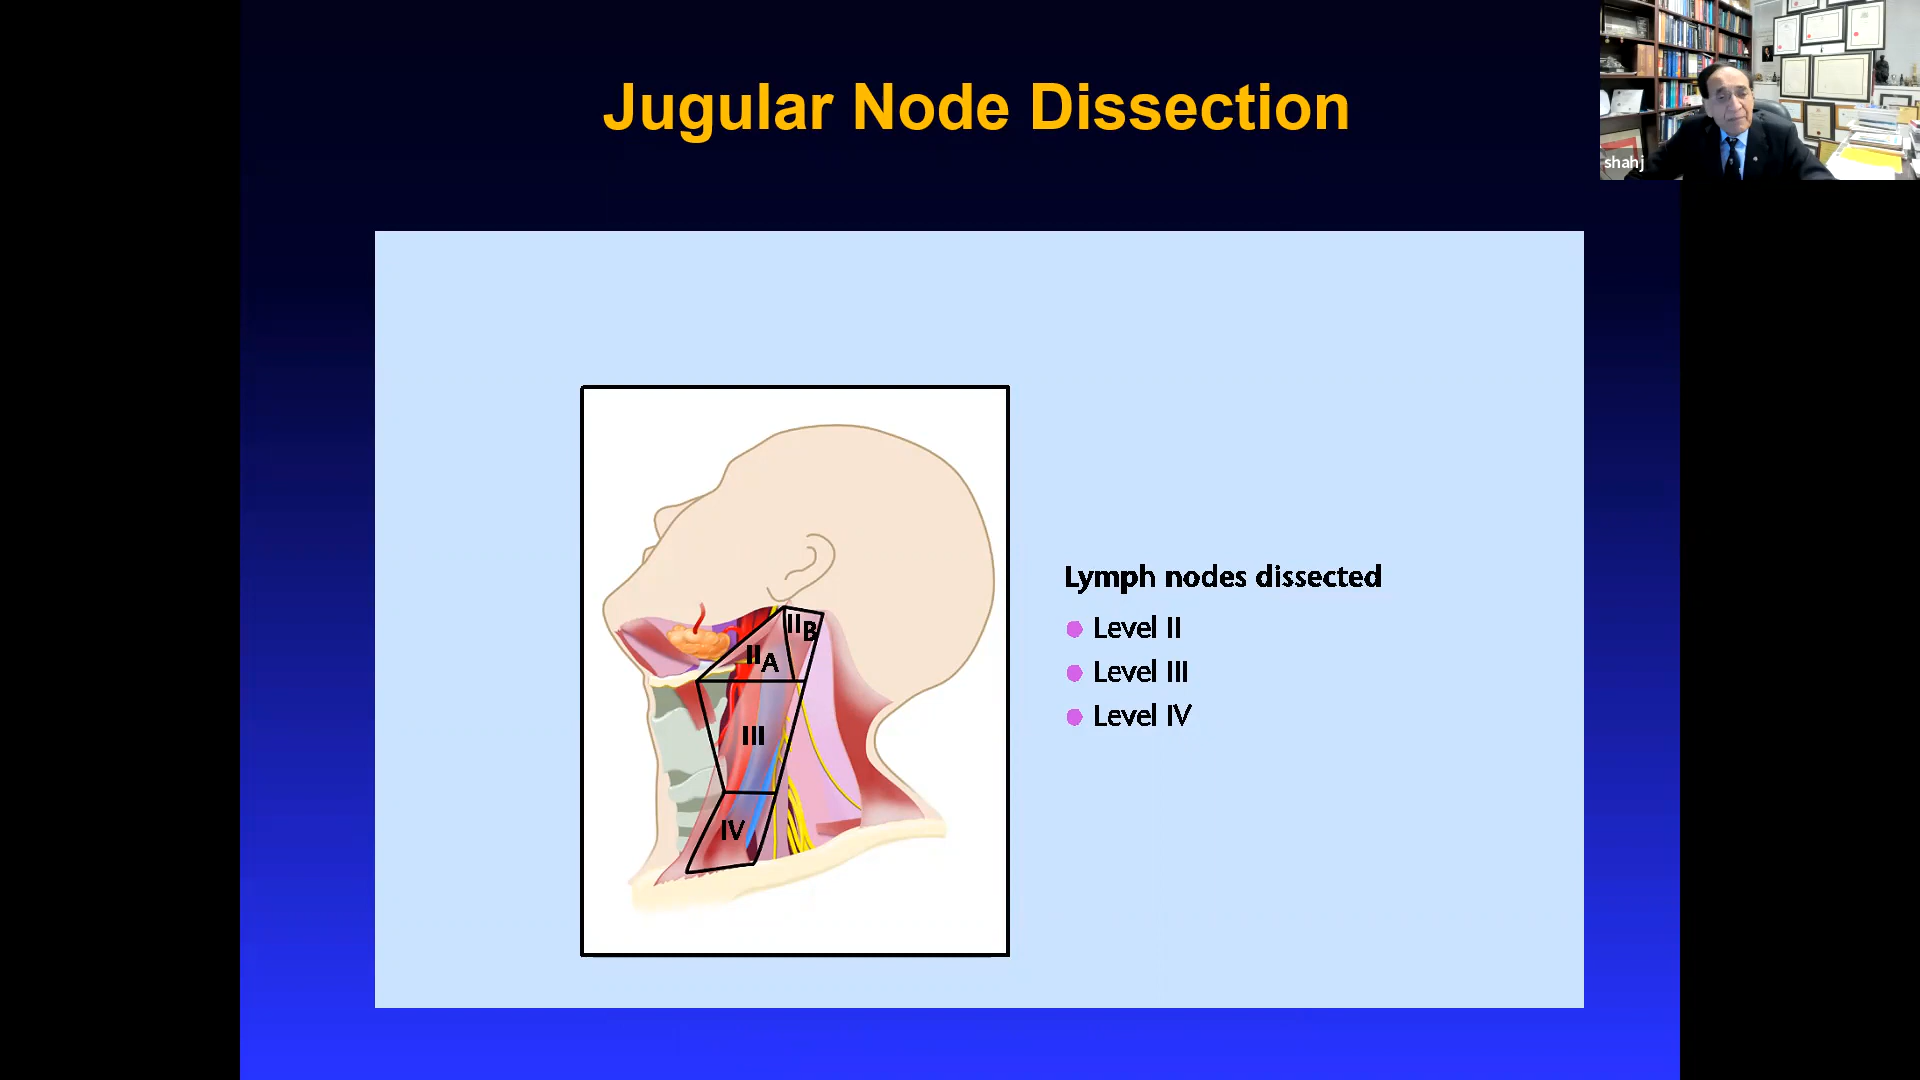 Jugular Node Dissection
shahj
IIB
IIA
III
IV
Lymph nodes dissected
Level II
Level III
Level IV